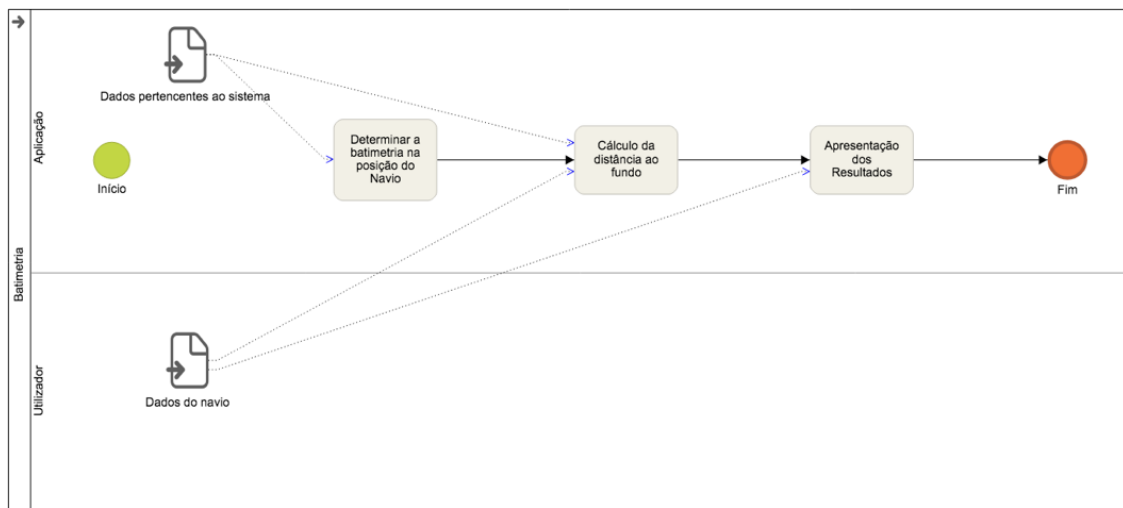 Batimetria
Aplicação
Dados pertencentes ao sistema
Início
Determinar a
batimetria na
posição do
Navio
Cálculo da
distância ao
fundo
Apresentação
dos
Resultados
Fim
Utilizador
Dados do navio